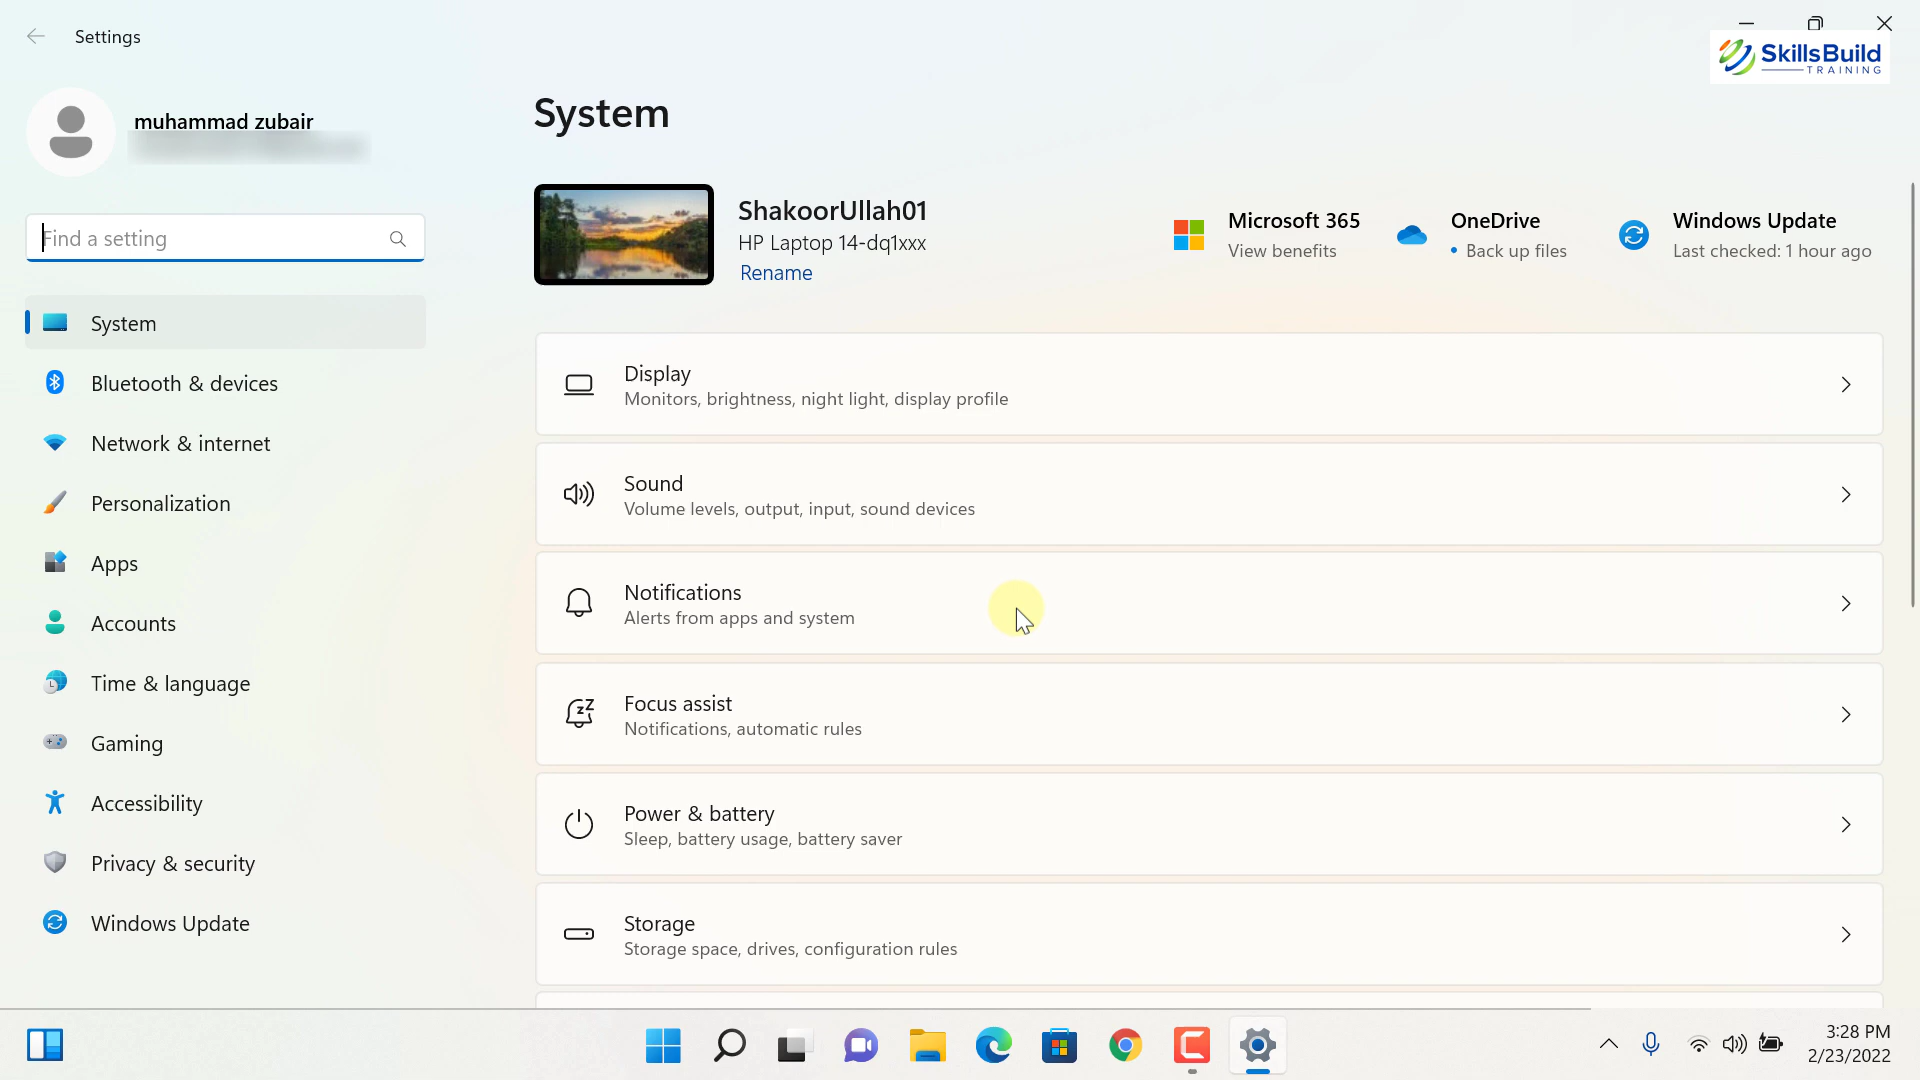 Settings
SkillsBuild
TRAINING
muhammad zubair
Find a setting
System
Bluetooth & devices
Network & internet
Personalization
Apps
Accounts
Time & language
Gaming
Accessibility
Privacy & security
Windows Update
System
ShakoorUllah01
HP Laptop 14-dq1xxx
Rename
Microsoft 365
View benefits
OneDrive
• Back up files
Windows Update
Last checked: 1 hour ago
Display
Monitors, brightness, night light, display profile
Sound
Volume levels, output, input, sound devices
Notifications
Alerts from apps and system
Focus assist
Notifications, automatic rules
Power & battery
Sleep, battery usage, battery saver
Storage
Storage space, drives, configuration rules
3:28 PM
2/23/2022